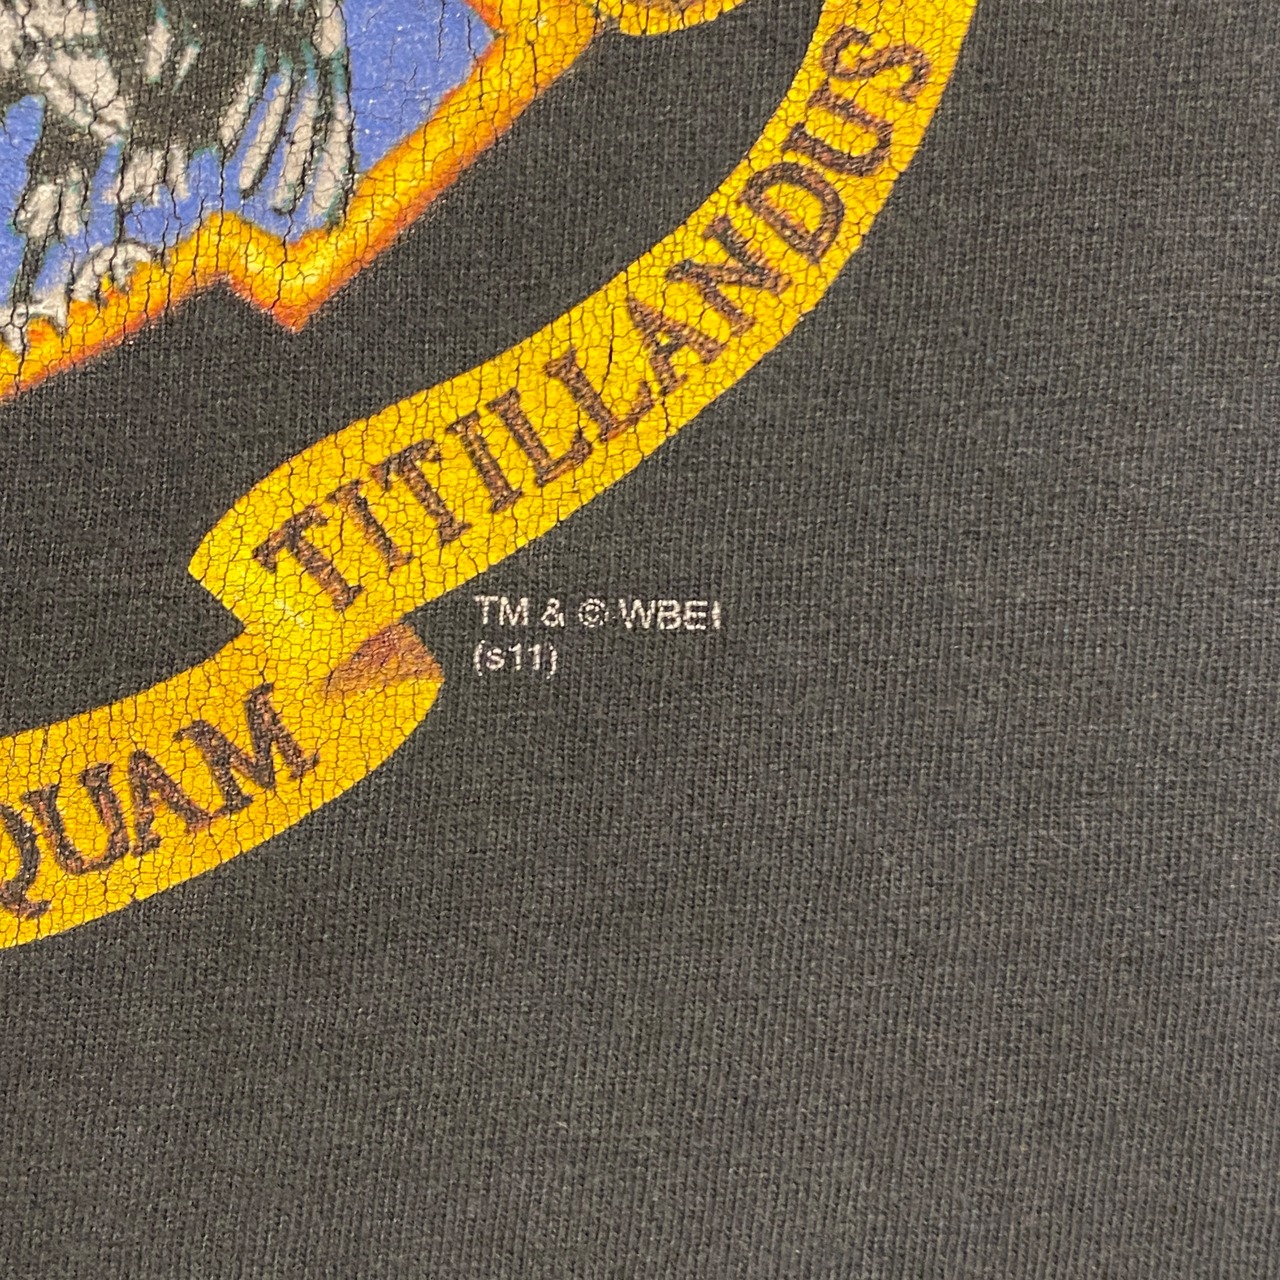 TITILLANDUS
TM & © WBEI
(s11)
QUAM